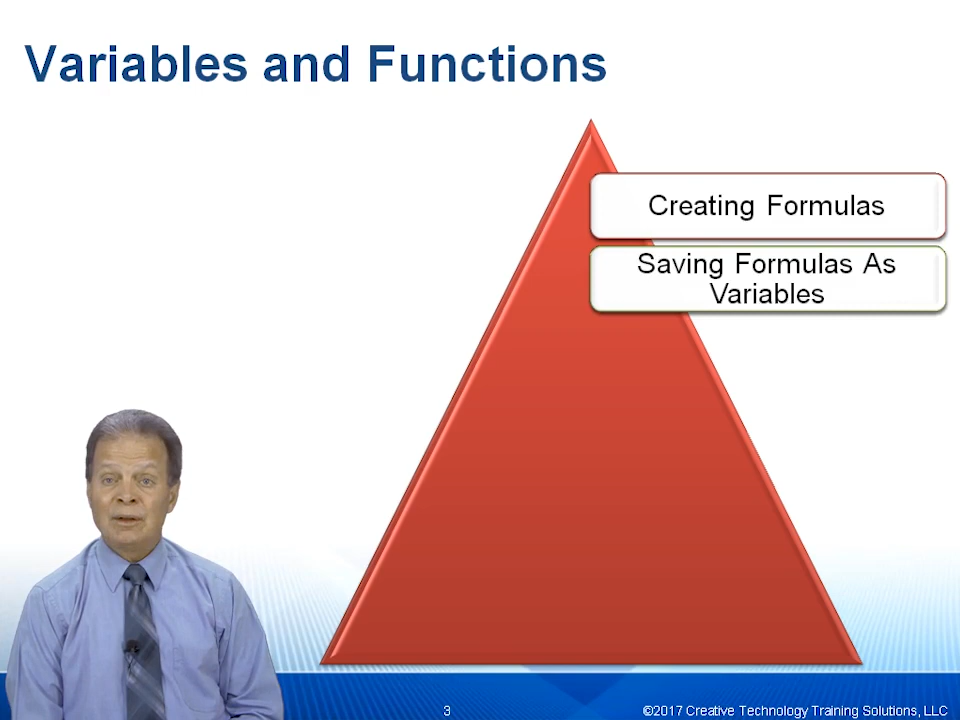 Variables and Functions
Creating Formulas
Saving Formulas As
Variables
3
©2017 Creative Technology Training Solutions, LLC